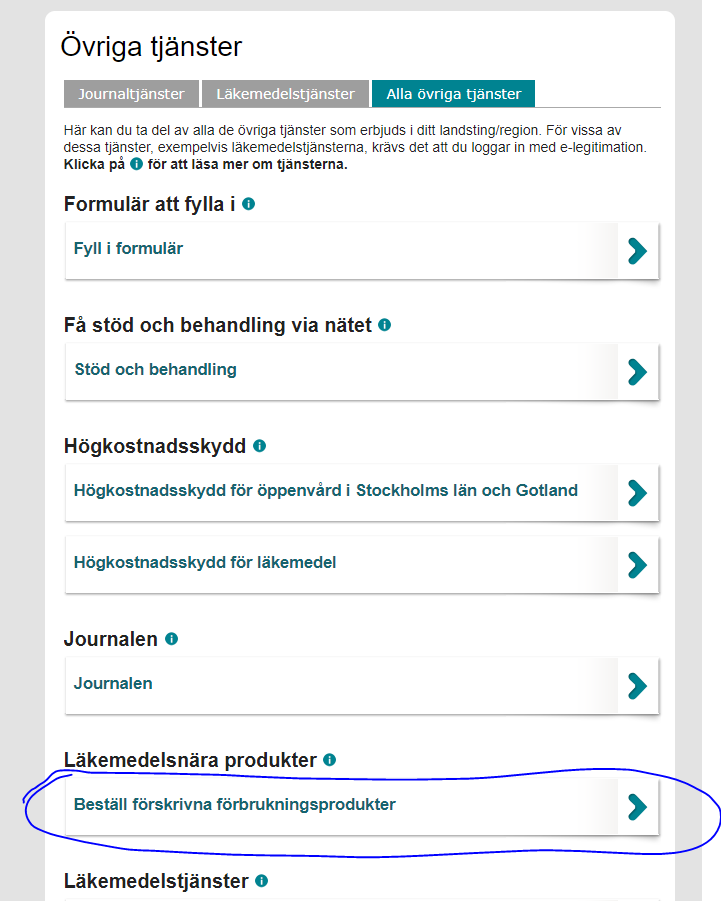 Övriga tjänster
Journaltjänster Läkemedelstjänster Alla övriga tjänster
Här kan du ta del av alla de övriga tjänster som erbjuds i ditt landsting/region. För vissa av
dessa tjänster, exempelvis läkemedelstjänsterna, krävs det att du loggar in med e-legitimation.
Klicka på i för att läsa mer om tjänsterna.
Formulär att fylla i
Fyll i formulär
Få stöd och behandling via nätet
Stöd och behandling
Högkostnadsskydd
Högkostnadsskydd för öppenvård i Stockholms län och Gotland
Högkostnadsskydd för läkemedel
Journalen
Journalen
Läkemedelsnära produkter
Beställ förskrivna förbrukningsprodukter
Läkemedelstjänster